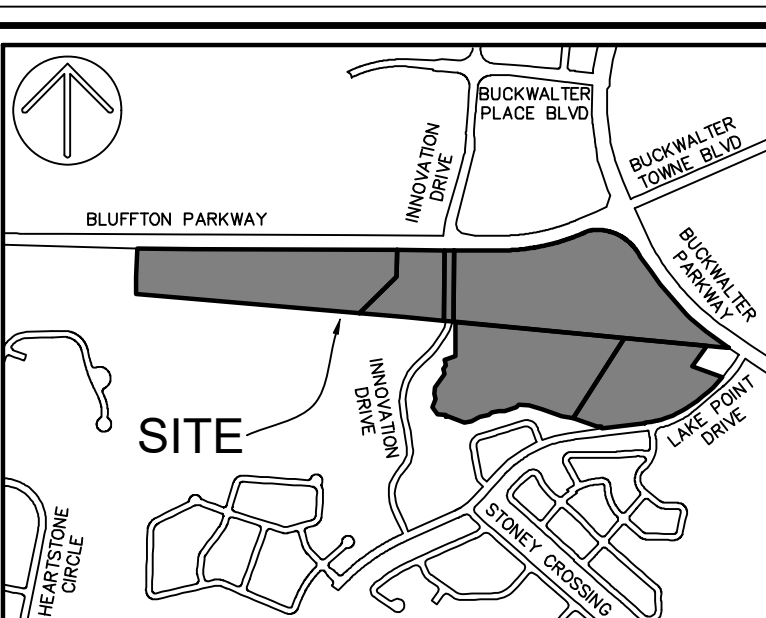 BUCKWALTER
PLACE BLVD
BUCKWALTER
TOWNE BLVD
INNOVATION
DRIVE
BLUFFTON PARKWAY
BUCKWALTER
PARKWAY
INNOVATION
DRIVE
SITE
LAKE POINT
DRIVE
STONEY CROSSING
HEARTSTONE
CIRCLE